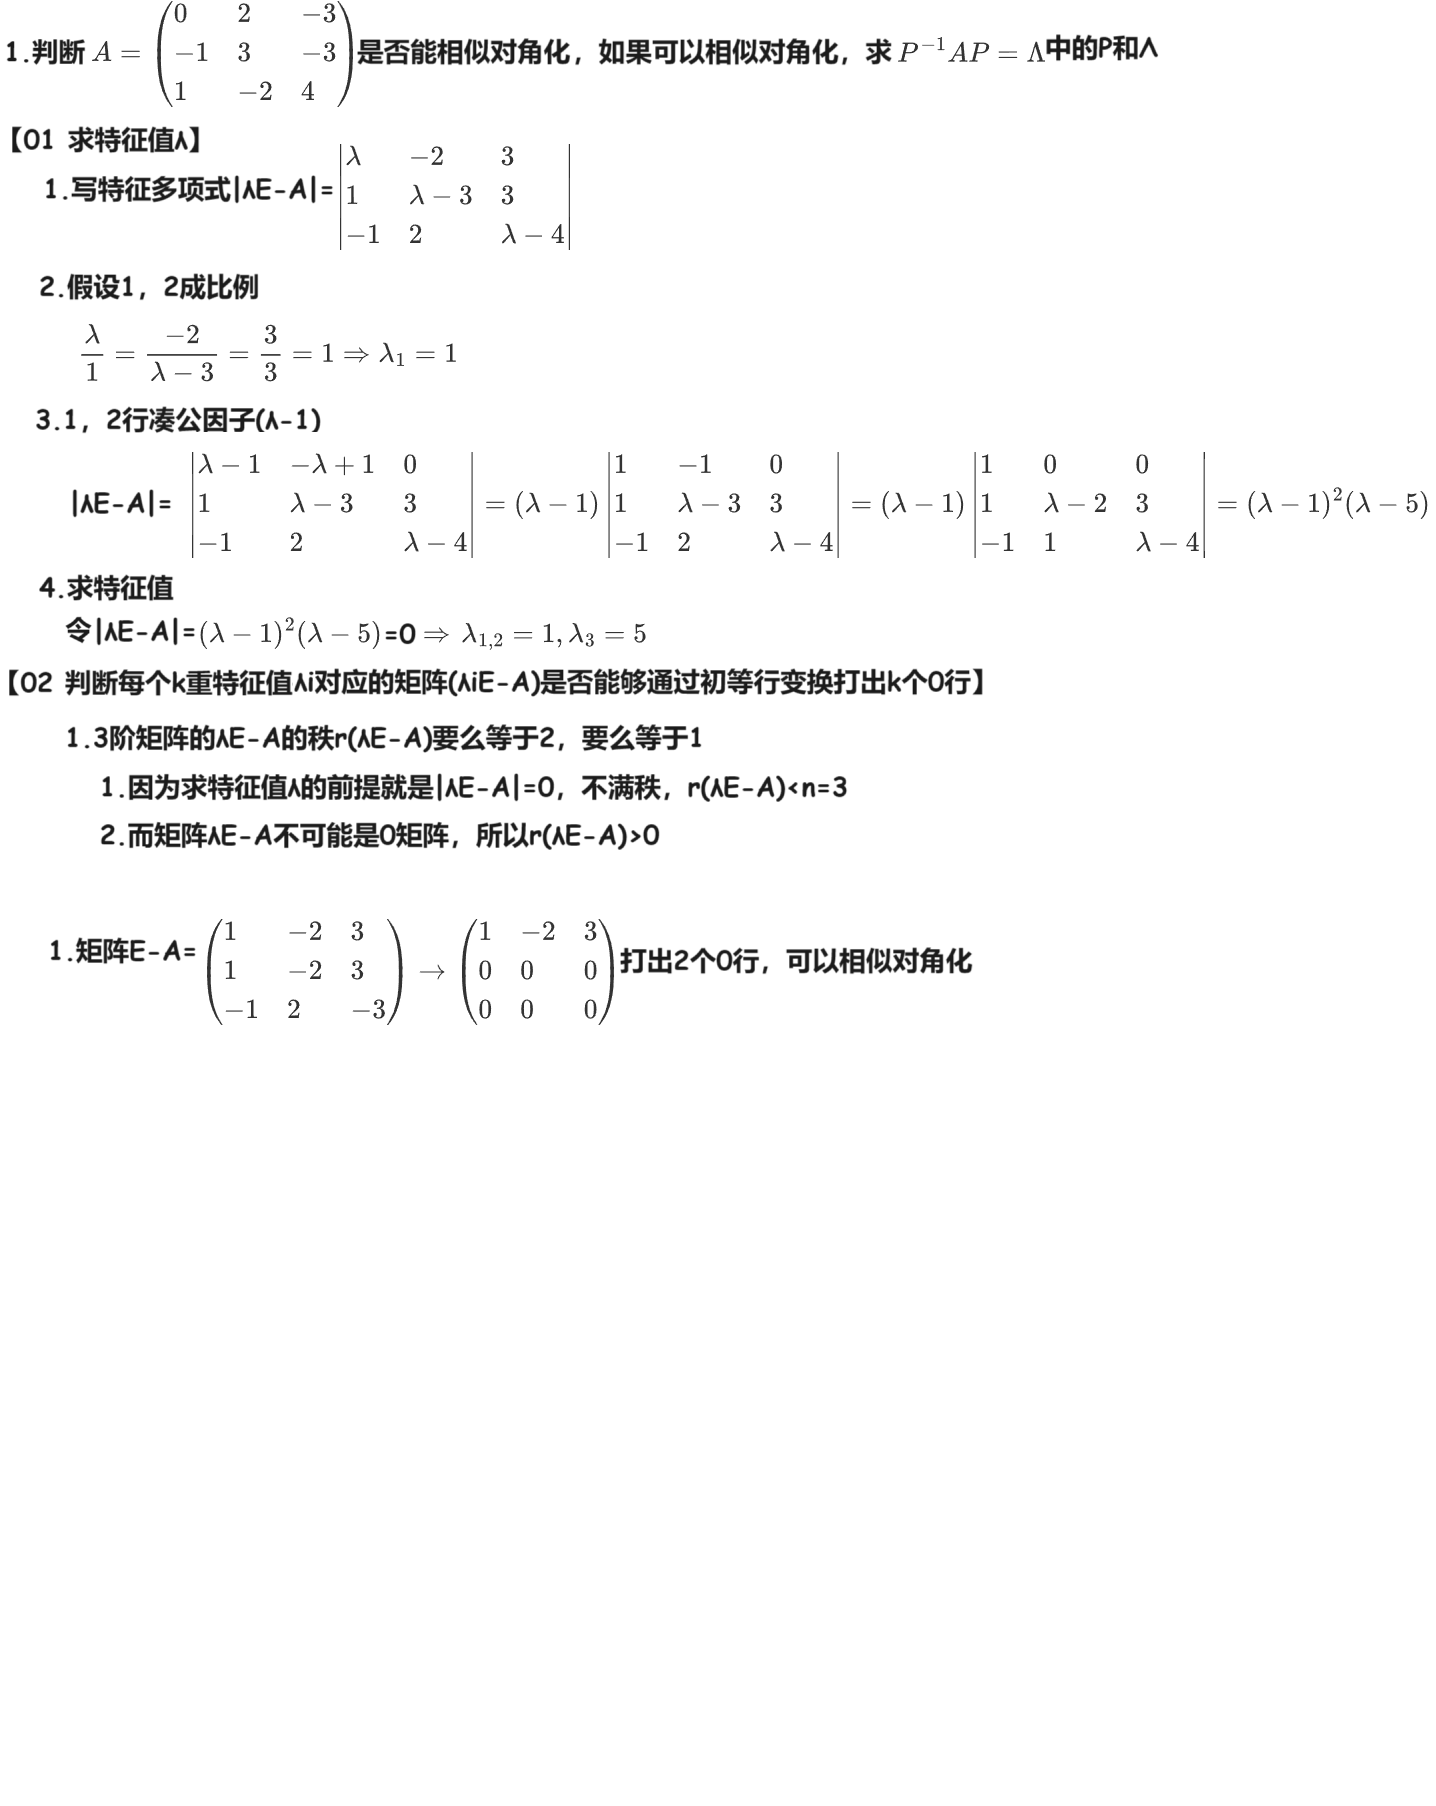 1.判断 $A=\begin{pmatrix}0&2&-3\\-1&3&-3\\1&-2&4\end{pmatrix}$是否能相似对角化，如果可以相似对角化，求 $P^{-1}AP=\Lambda$中的P和Λ
【01 求特征值λ】
1.写特征多项式|λE-A|=$\begin{vmatrix}\lambda&-2&3\\1&\lambda-3&3\\-1&2&\lambda-4\end{vmatrix}$
2.假设1，2成比例
$\frac{\lambda}{1}=\frac{-2}{\lambda-3}=\frac{3}{3}=1\Rightarrow\lambda_1=1$
3.1，2行凑公因子(λ-1)
|λE-A|= $\begin{vmatrix}\lambda-1&-\lambda+1&0\\1&\lambda-3&3\\-1&2&\lambda-4\end{vmatrix}=(\lambda-1)\begin{vmatrix}1&-1&0\\1&\lambda-3&3\\-1&2&\lambda-4\end{vmatrix}=(\lambda-1)\begin{vmatrix}1&0&0\\1&\lambda-2&3\\-1&1&\lambda-4\end{vmatrix}=(\lambda-1)^2(\lambda-5)$
4.求特征值
令|λE-A|=$(\lambda-1)^2(\lambda-5)$=0$\Rightarrow\lambda_{1,2}=1,\lambda_3=5$
【02 判断每个k重特征值λi对应的矩阵(λiE-A)是否能够通过初等行变换打出k个0行】
1.3阶矩阵的λE-A的秩r(λE-A)要么等于2，要么等于1
1.因为求特征值λ的前提就是|λE-A|=0，不满秩，r(λE-A)<n=3
2.而矩阵λE-A不可能是0矩阵，所以r(λE-A)>0
1.矩阵E-A=$\begin{pmatrix}1&-2&3\\1&-2&3\\-1&2&-3\end{pmatrix}\rightarrow\begin{pmatrix}1&-2&3\\0&0&0\\0&0&0\end{pmatrix}$打出2个0行，可以相似对角化